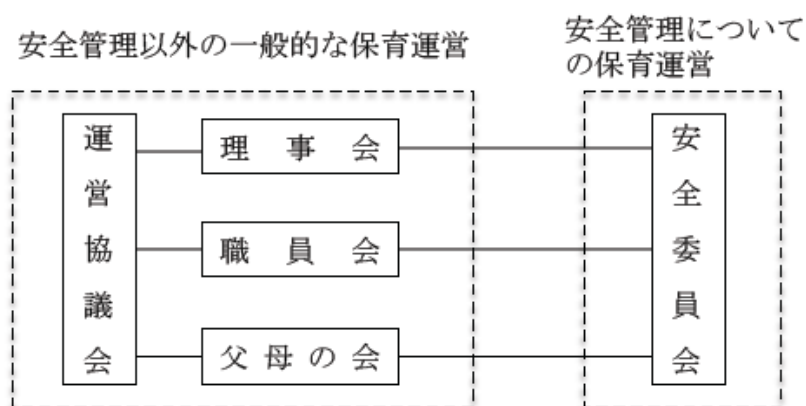 安全管理以外の一般的な保育運営
安全管理について
の保育運営
運営協議会
理事会
職員会
父母の会
安全委員会